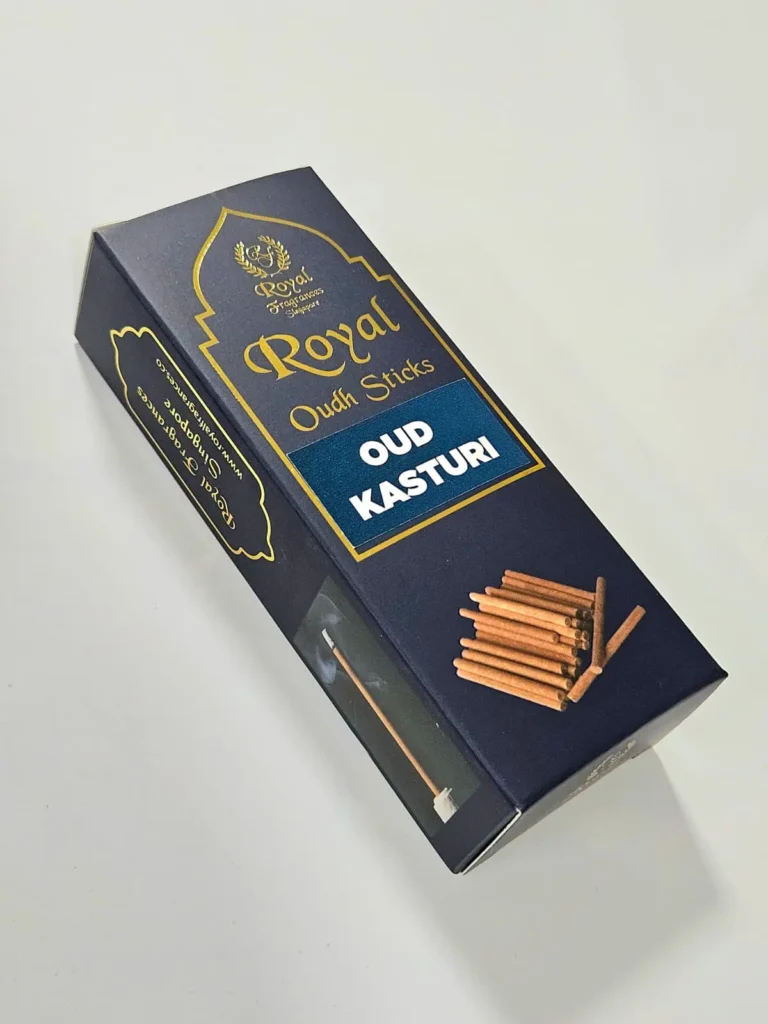 Royal
Fragrances
Singapore
Royal
Oudh Sticks
OUD
KASTURI
Royal Fragrances
Singapore
www.royalfragrances.co